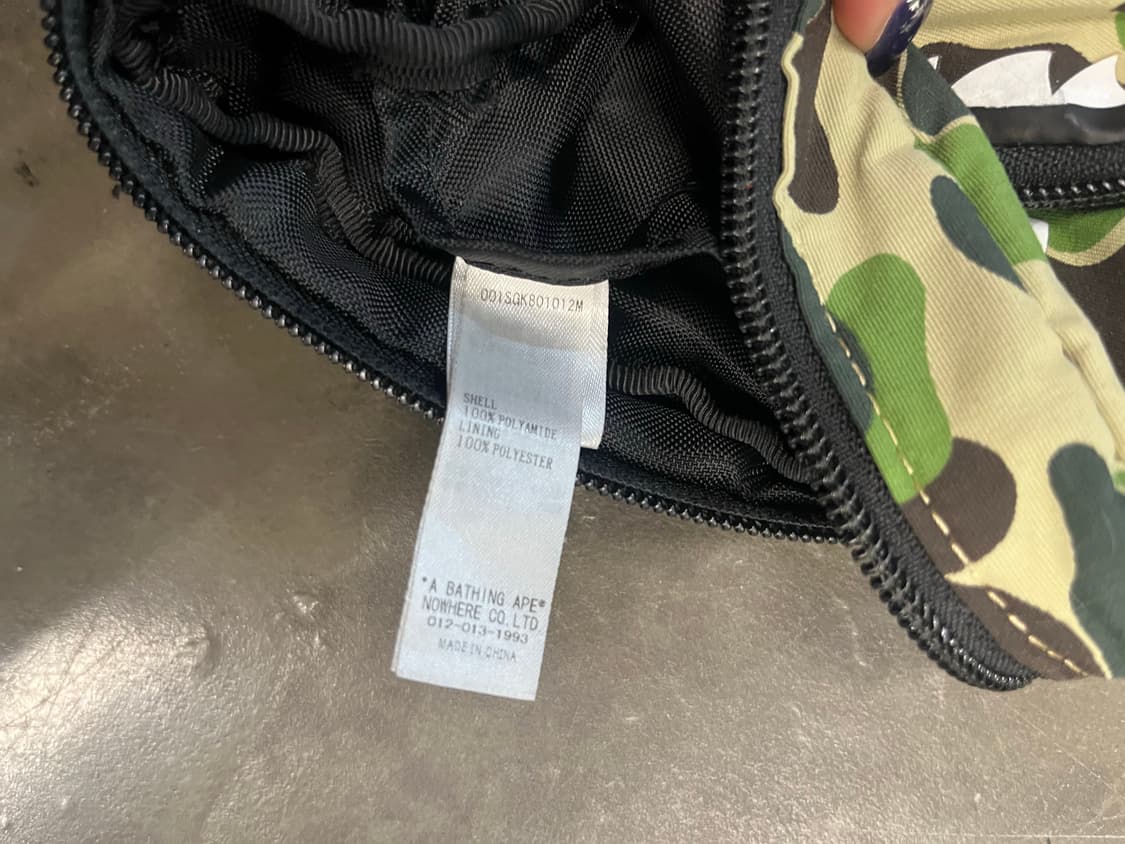 001SGK801012M
SHELL
100% POLYAMIDE
LINING
100% POLYESTER
"A BATHING APE®
NOWHERE CO.LTD
012-013-1993
MADE IN CHINA